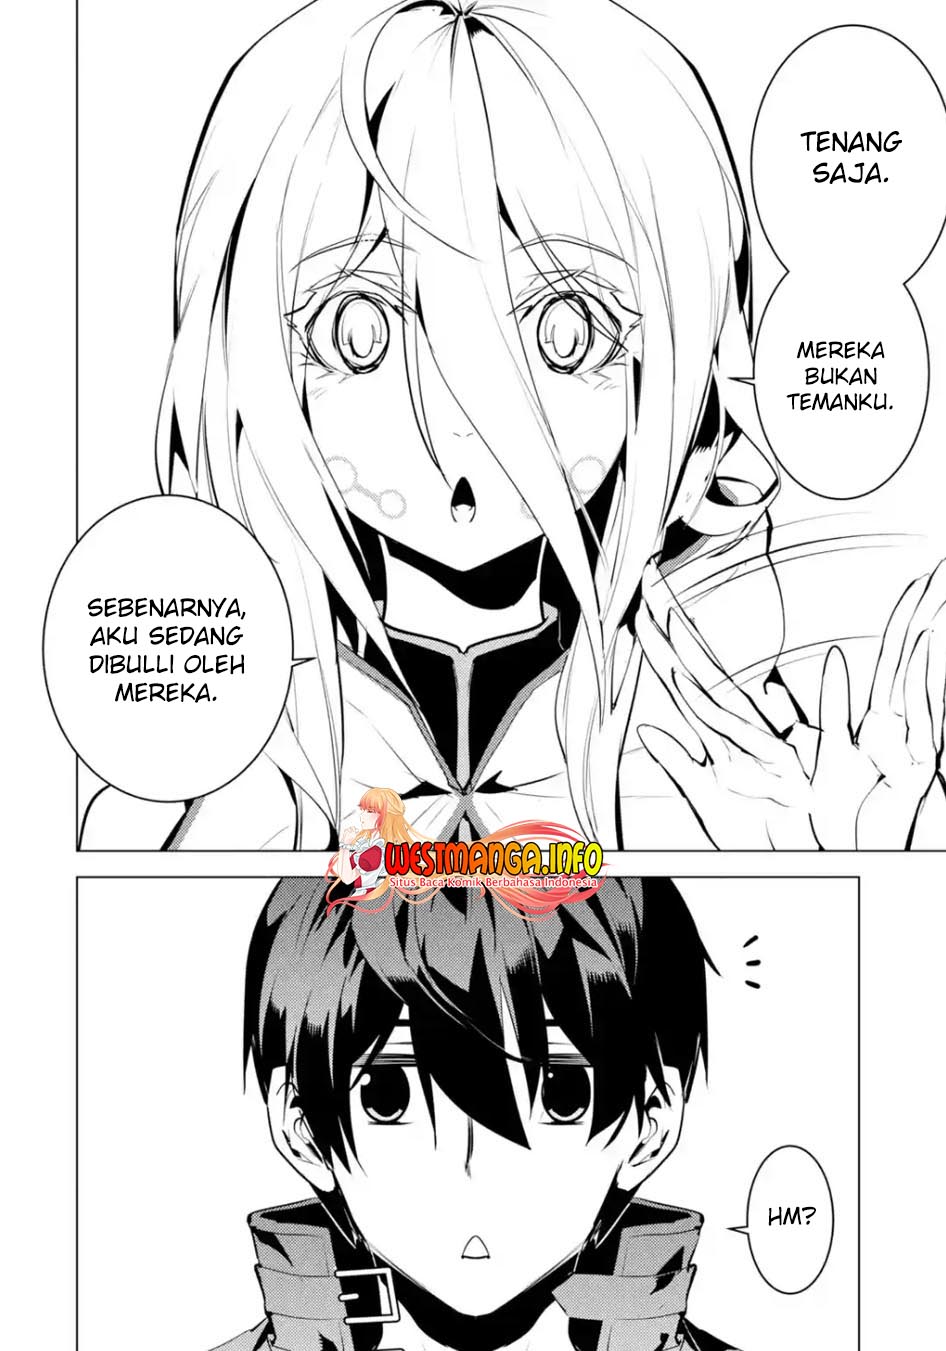 TENANG
SAJA.
MEREKA
BUKAN
TEMANKU.
SEBENARNYA,
AKU SEDANG
DIBULLI OLEH
MEREKA.
WESTMANGA.INFO
Situs Baca Komik Berbahasa Indonesia
HM?